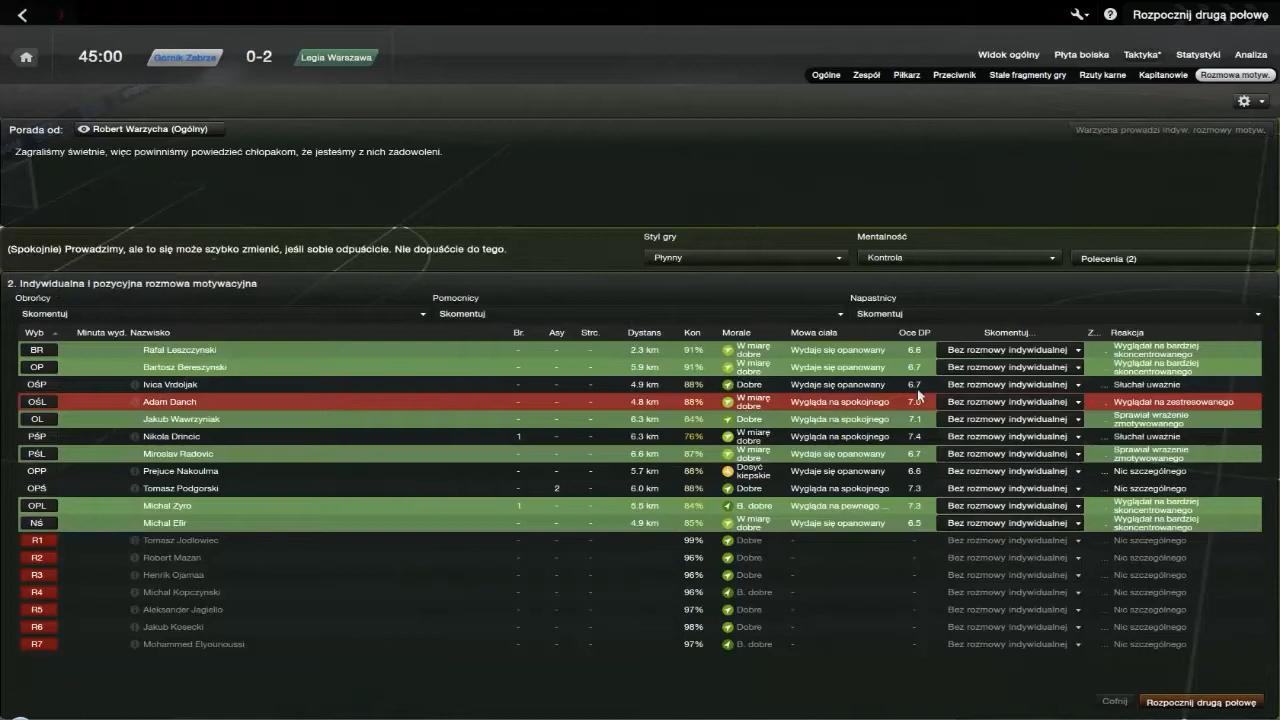 Rozpocznij drugą połowę
45:00 Górnik Zabrze 0-2 Legia Warszawa
Widok ogólny Płyta boiska Taktyka* Statystyki Analiza
Ogólne Zespół Piłkarz Przeciwnik Stałe fragmenty gry Rzuty karne Kapitanowie Rozmowa motyw.
Porada od: Robert Warzycha (Ogólny) Warzycha prowadzi indyw. rozmowy motyw.
Zagraliśmy świetnie, więc powinniśmy powiedzieć chłopakom, że jesteśmy z nich zadowoleni.
Styl gry Mentalność
(Spokojnie) Prowadzimy, ale to się może szybko zmienić, jeśli sobie odpuścicie. Nie dopuśćcie do tego.
Płynny Kontrola Polecenia (2)
2. Indywidualna i pozycyjna rozmowa motywacyjna
Obrońcy Pomocnicy Napastnicy
Skomentuj Skomentuj Skomentuj
Wyb Minuta wyd. Nazwisko Br. Asy Strc. Dystans Kon Morale Mowa ciała Oce DP Skomentuj... Z... Reakcja
BR Rafal Leszczynski - - - 2.3 km 91% W miarę dobre Wydaje się opanowany 6.6 Bez rozmowy indywidualnej Wyglądał na bardziej skoncentrowanego
OP Bartosz Bereszynski - - - 5.9 km 91% W miarę dobre Wydaje się opanowany 6.7 Bez rozmowy indywidualnej Wyglądał na bardziej skoncentrowanego
OŚP Ivica Vrdoljak - - - 4.9 km 88% Dobre Wydaje się opanowany 6.7 Bez rozmowy indywidualnej ... Słuchał uważnie
OŚL Adam Danch - - - 4.8 km 88% W miarę dobre Wygląda na spokojnego 7.0 Bez rozmowy indywidualnej ... Wyglądał na zestresowanego
OL Jakub Wawrzyniak - - - 6.3 km 84% Dobre Wygląda na spokojnego 7.1 Bez rozmowy indywidualnej Sprawiał wrażenie zmotywowanego
PŚP Nikola Drincic 1 - - 6.3 km 76% W miarę dobre Wygląda na spokojnego 7.4 Bez rozmowy indywidualnej ... Słuchał uważnie
PŚL Miroslav Radovic - - - 6.6 km 87% W miarę dobre Wydaje się opanowany 6.7 Bez rozmowy indywidualnej Sprawiał wrażenie zmotywowanego
OPP Prejuce Nakoulma - - - 5.7 km 88% Dosyć kiepskie Wydaje się opanowany 6.6 Bez rozmowy indywidualnej ... Nic szczególnego
OPŚ Tomasz Podgorski - 2 - 6.0 km 88% Dobre Wygląda na spokojnego 7.3 Bez rozmowy indywidualnej ... Nic szczególnego
OPL Michal Zyro 1 - - 5.5 km 84% B. dobre Wygląda na pewnego ... 7.3 Bez rozmowy indywidualnej Wyglądał na bardziej skoncentrowanego
NŚ Michal Efir - - - 4.9 km 85% W miarę dobre Wydaje się opanowany 6.5 Bez rozmowy indywidualnej Wyglądał na bardziej skoncentrowanego
R1 Tomasz Jodlowiec - - - 99% Dobre - - Bez rozmowy indywidualnej ... Nic szczególnego
R2 Robert Mazan - - - 96% Dobre - - Bez rozmowy indywidualnej ... Nic szczególnego
R3 Henrik Ojamaa - - - 96% Dobre - - Bez rozmowy indywidualnej ... Nic szczególnego
R4 Michal Kopczynski - - - 96% B. dobre - - Bez rozmowy indywidualnej ... Nic szczególnego
R5 Aleksander Jagiello - - - 97% Dobre - - Bez rozmowy indywidualnej ... Nic szczególnego
R6 Jakub Kosecki - - - 98% Dobre - - Bez rozmowy indywidualnej ... Nic szczególnego
R7 Mohammed Elyounoussi - - - 97% B. dobre - - Bez rozmowy indywidualnej ... Nic szczególnego
Cofnij Rozpocznij drugą połowę